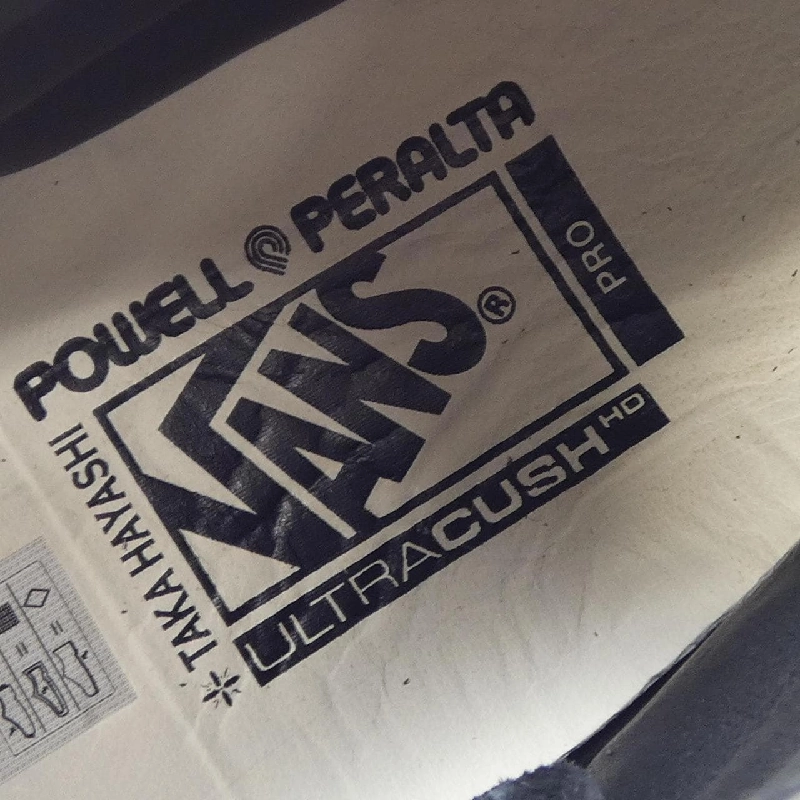 POWELL PERALTA
VANS®
PRO
TAKA HAYASHI
ULTRACUSH HD